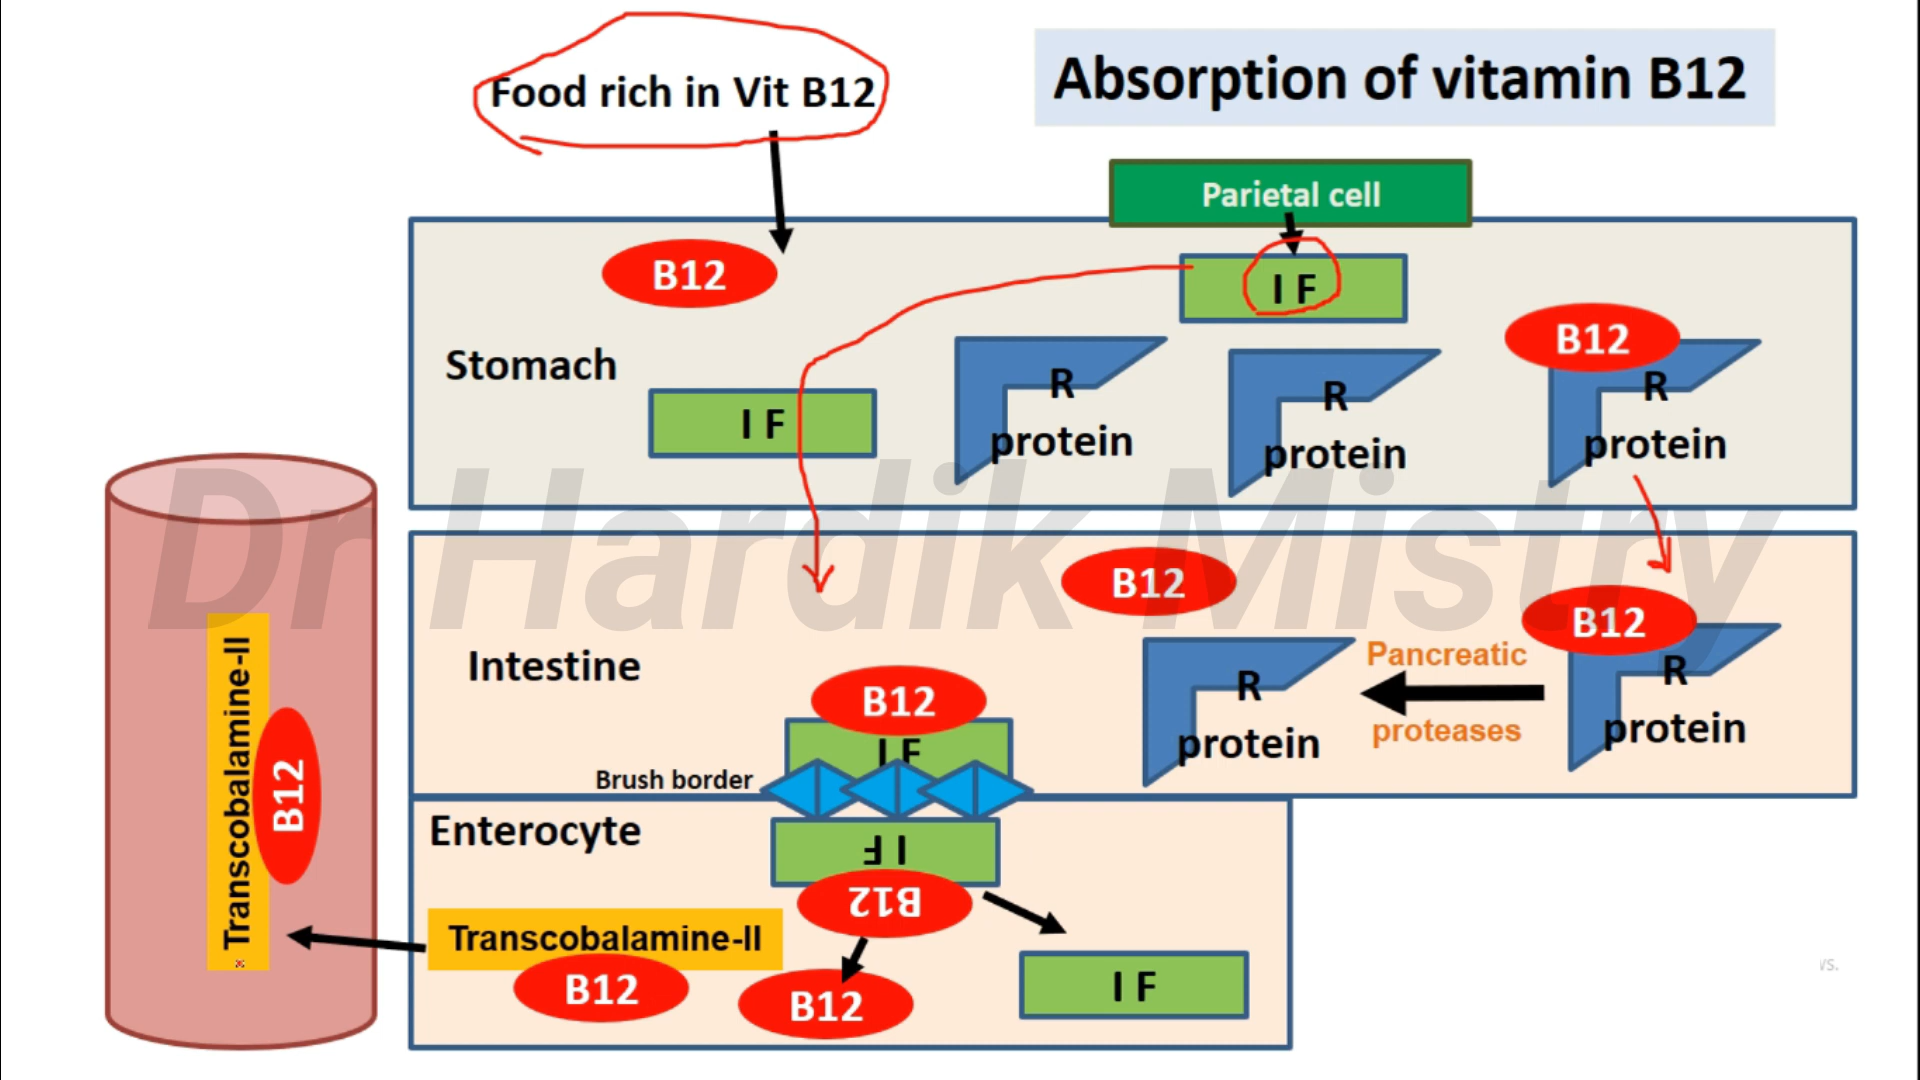 Food rich in Vit B12
Absorption of vitamin B12
Parietal cell
B12
I F
B12
Stomach
I F
R
protein
R
protein
R
protein
Dr Hardik Mistry
B12
B12
Intestine
Pancreatic
proteases
R
protein
R
protein
B12
I F
Brush border
Enterocyte
I F
B12
Transcobalamine-II
B12
B12
I F
Transcobalamine-II
B12
vs.